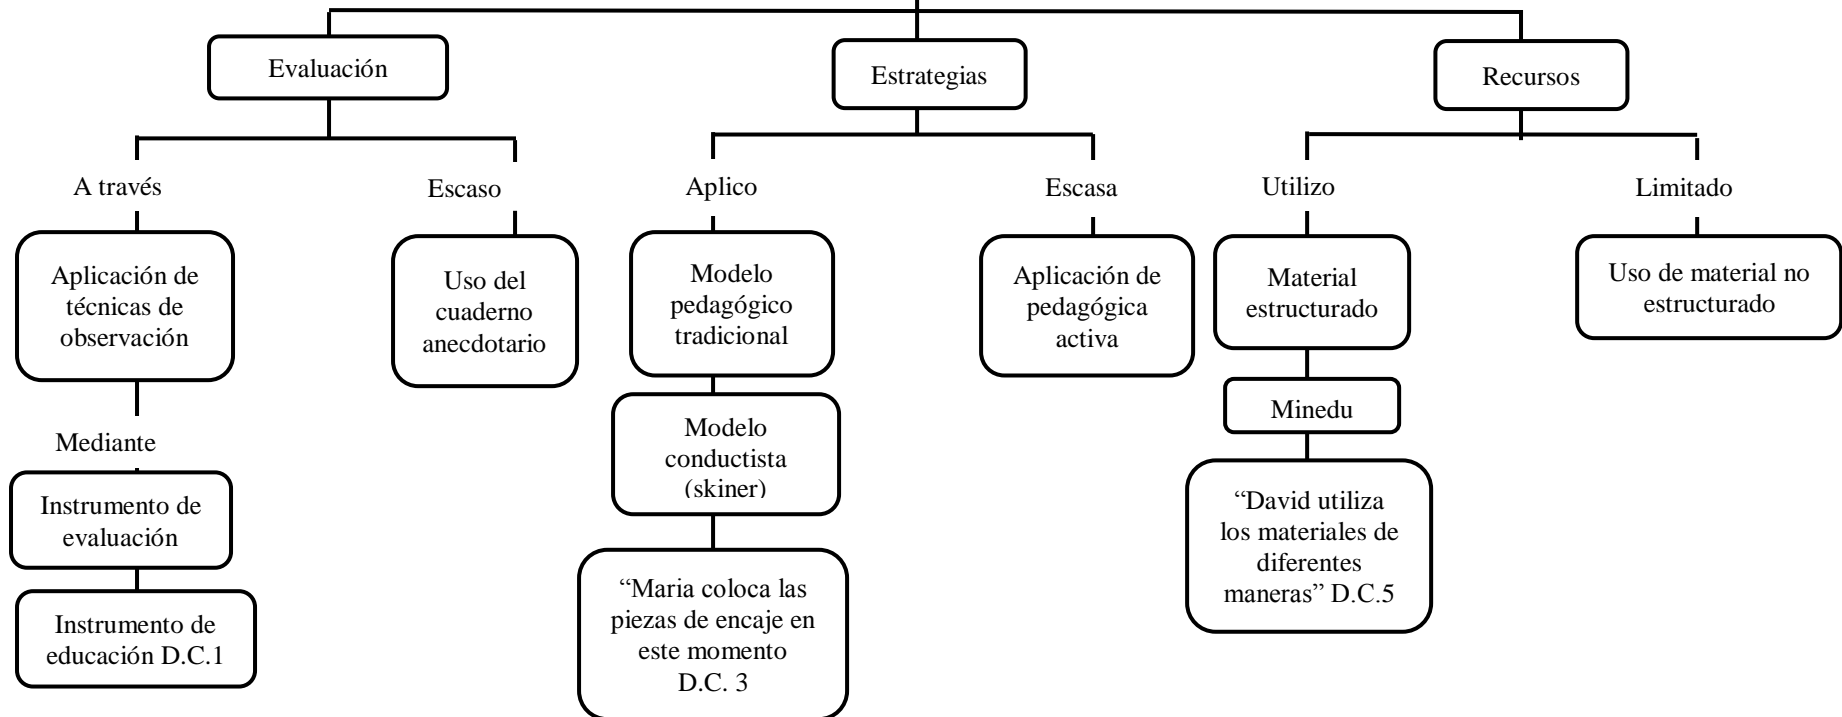 Evaluación
Estrategias
Recursos
A través
Escaso
Aplico
Escasa
Utilizo
Limitado
Aplicación de
técnicas de
observación
Uso del
cuaderno
anecdotario
Modelo
pedagógico
tradicional
Aplicación de
pedagógica
activa
Material
estructurado
Uso de material no
estructurado
Mediante
Modelo
conductista
(skiner)
Minedu
Instrumento de
evaluación
“David utiliza
los materiales de
diferentes
maneras” D.C.5
Instrumento de
educación D.C.1
“Maria coloca las
piezas de encaje en
este momento
D.C. 3